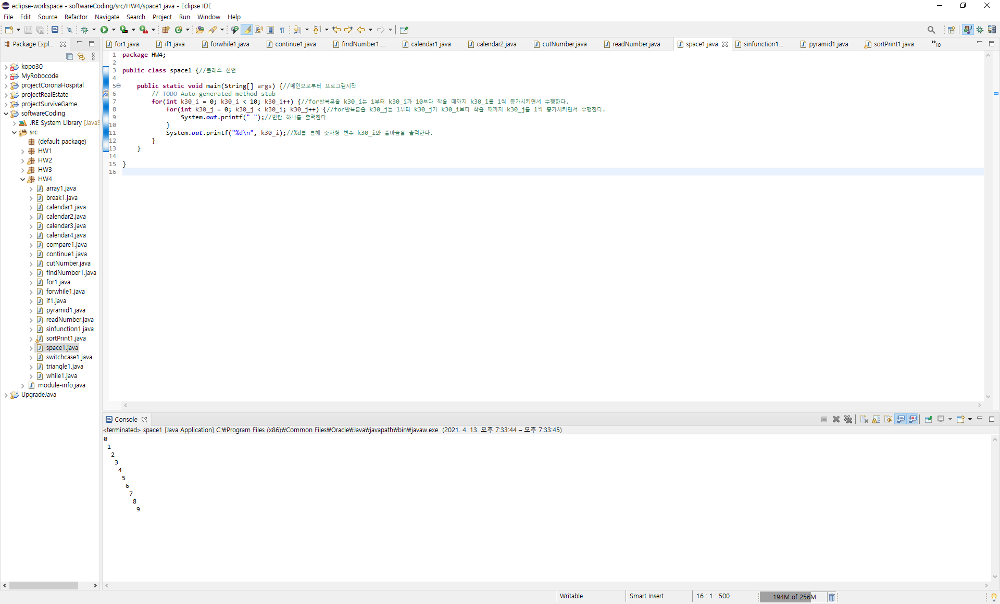 eclipse-workspace - softwareCoding/src/HW4/space1.java - Eclipse IDE
File Edit Source Refactor Navigate Search Project Run Window Help
Package Expl...
for1.java if1.java forwhile1.java continue1.java findNumber1.... calendar1.java calendar2.java cutNumber.java readNumber.java space1.java sinfunction1... pyramid1.java sortPrint1.java »10
kopo30
MyRobocode
projectCoronaHospital
projectRealEstate
projectSurviveGame
softwareCoding
JRE System Library [JavaS
src
(default package)
HW1
HW2
HW3
HW4
array1.java
break1.java
calendar1.java
calendar2.java
calendar3.java
calendar4.java
compare1.java
continue1.java
cutNumber.java
findNumber1.java
for1.java
forwhile1.java
if1.java
pyramid1.java
readNumber.java
sinfunction1.java
sortPrint1.java
space1.java
switchcase1.java
triangle1.java
while1.java
module-info.java
UpgradeJava
1 package HW4;
2
3 public class space1 {//클래스 선언
4
5 public static void main(String[] args) {//메인으로부터 프로그램시작
6 // TODO Auto-generated method stub
7 for(int k30_i = 0; k30_i < 10; k30_i++) {//for반복문을 k30_i는 1부터 k30_i가 10보다 작을 때까지 k30_i를 1씩 증가시키면서 수행한다.
8 for(int k30_j = 0; k30_j < k30_i; k30_j++) {//for반복문을 k30_j는 1부터 k30_j가 k30_i보다 작을 때까지 k30_j를 1씩 증가시키면서 수행한다.
9 System.out.printf(" ");//빈칸 하나를 출력한다
10 }
11 System.out.printf("%d\n", k30_i);//%d를 통해 숫자형 변수 k30_i와 줄바꿈을 출력한다.
12 }
13 }
14
15 }
16
Console
<terminated> space1 [Java Application] C:₩Program Files (x86)₩Common Files₩Oracle₩Java₩javapath₩bin₩javaw.exe (2021. 4. 13. 오후 7:33:44 – 오후 7:33:45)
0
1
2
3
4
5
6
7
8
9
Writable Smart Insert 16 : 1 : 500 194M of 256M